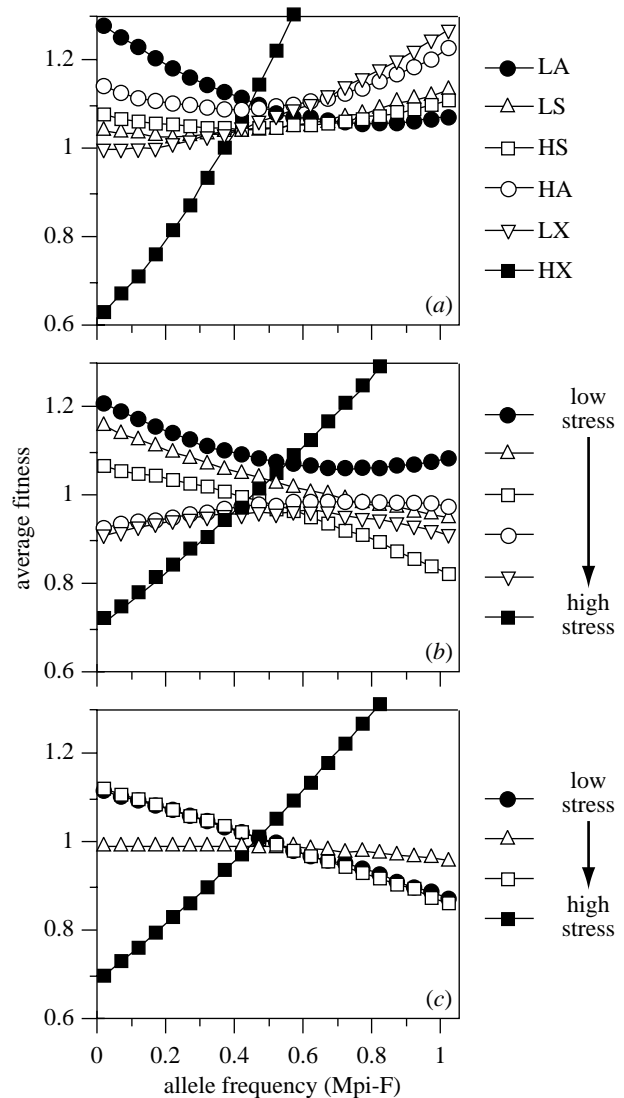 1.2
1
0.8
0.6
(a)
LA
LS
HS
HA
LX
HX
average fitness
1.2
1
0.8
0.6
(b)
low
stress
high
stress
1.2
1
0.8
0.6
(c)
low
stress
high
stress
0 0.2 0.4 0.6 0.8 1
allele frequency (Mpi-F)